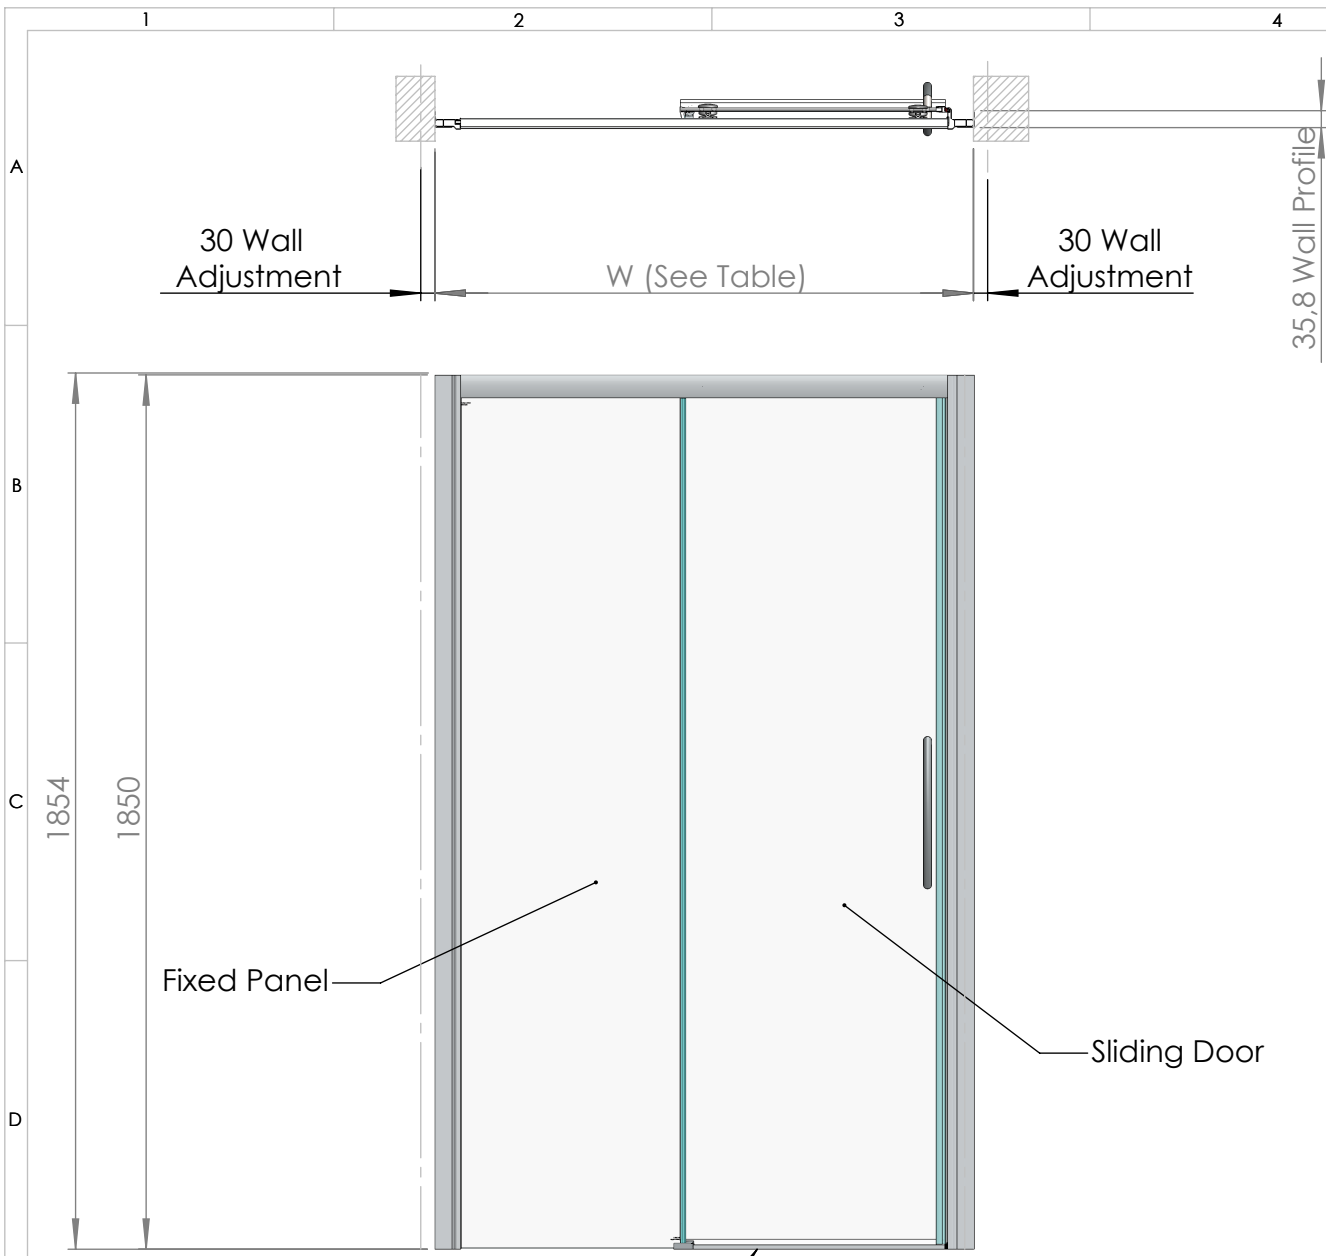 1
2
3
4
A
30 Wall
Adjustment
W (See Table)
30 Wall
Adjustment
35,8 Wall Profile
B
C
1854
1850
Fixed Panel
Sliding Door
D